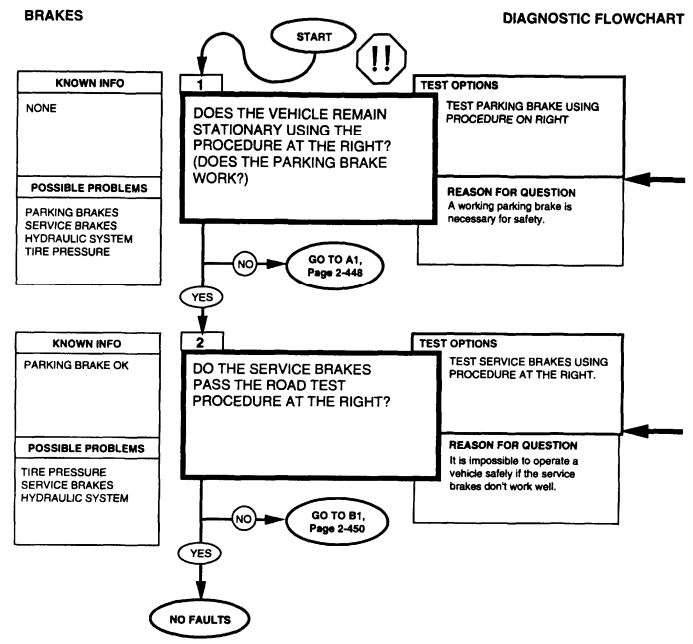 BRAKES
DIAGNOSTIC FLOWCHART
START
!!
KNOWN INFO
NONE
POSSIBLE PROBLEMS
PARKING BRAKES
SERVICE BRAKES
HYDRAULIC SYSTEM
TIRE PRESSURE
1
DOES THE VEHICLE REMAIN
STATIONARY USING THE
PROCEDURE AT THE RIGHT?
(DOES THE PARKING BRAKE
WORK?)
TEST OPTIONS
TEST PARKING BRAKE USING
PROCEDURE ON RIGHT
REASON FOR QUESTION
A working parking brake is
necessary for safety.
NO
GO TO A1,
Page 2-448
YES
KNOWN INFO
PARKING BRAKE OK
POSSIBLE PROBLEMS
TIRE PRESSURE
SERVICE BRAKES
HYDRAULIC SYSTEM
2
DO THE SERVICE BRAKES
PASS THE ROAD TEST
PROCEDURE AT THE RIGHT?
TEST OPTIONS
TEST SERVICE BRAKES USING
PROCEDURE AT THE RIGHT.
REASON FOR QUESTION
It is impossible to operate a
vehicle safely if the service
brakes don't work well.
NO
GO TO B1,
Page 2-450
YES
NO FAULTS